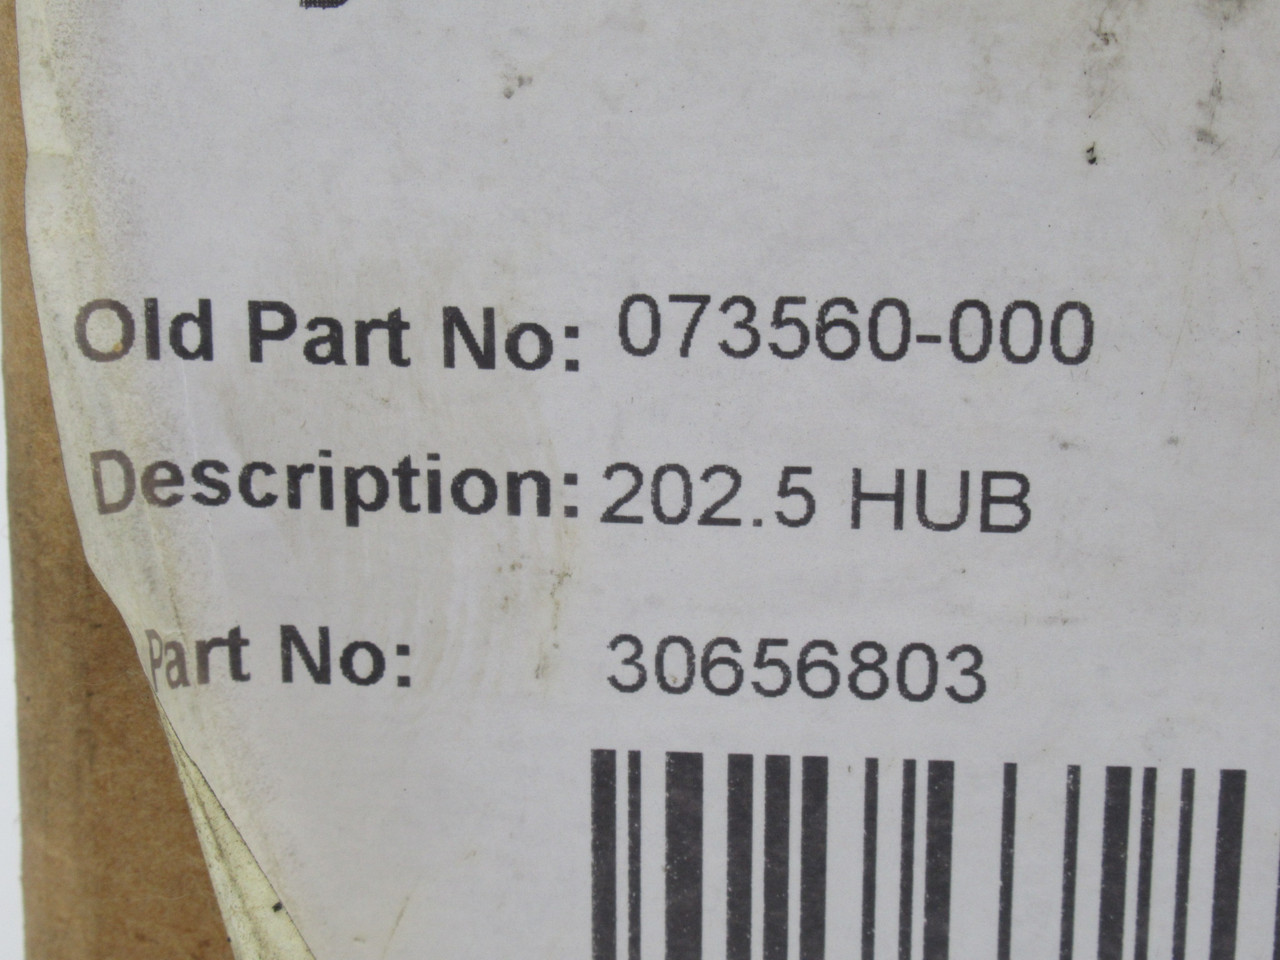 Old Part No: 073560-000
Description: 202.5 HUB
Part No: 30656803